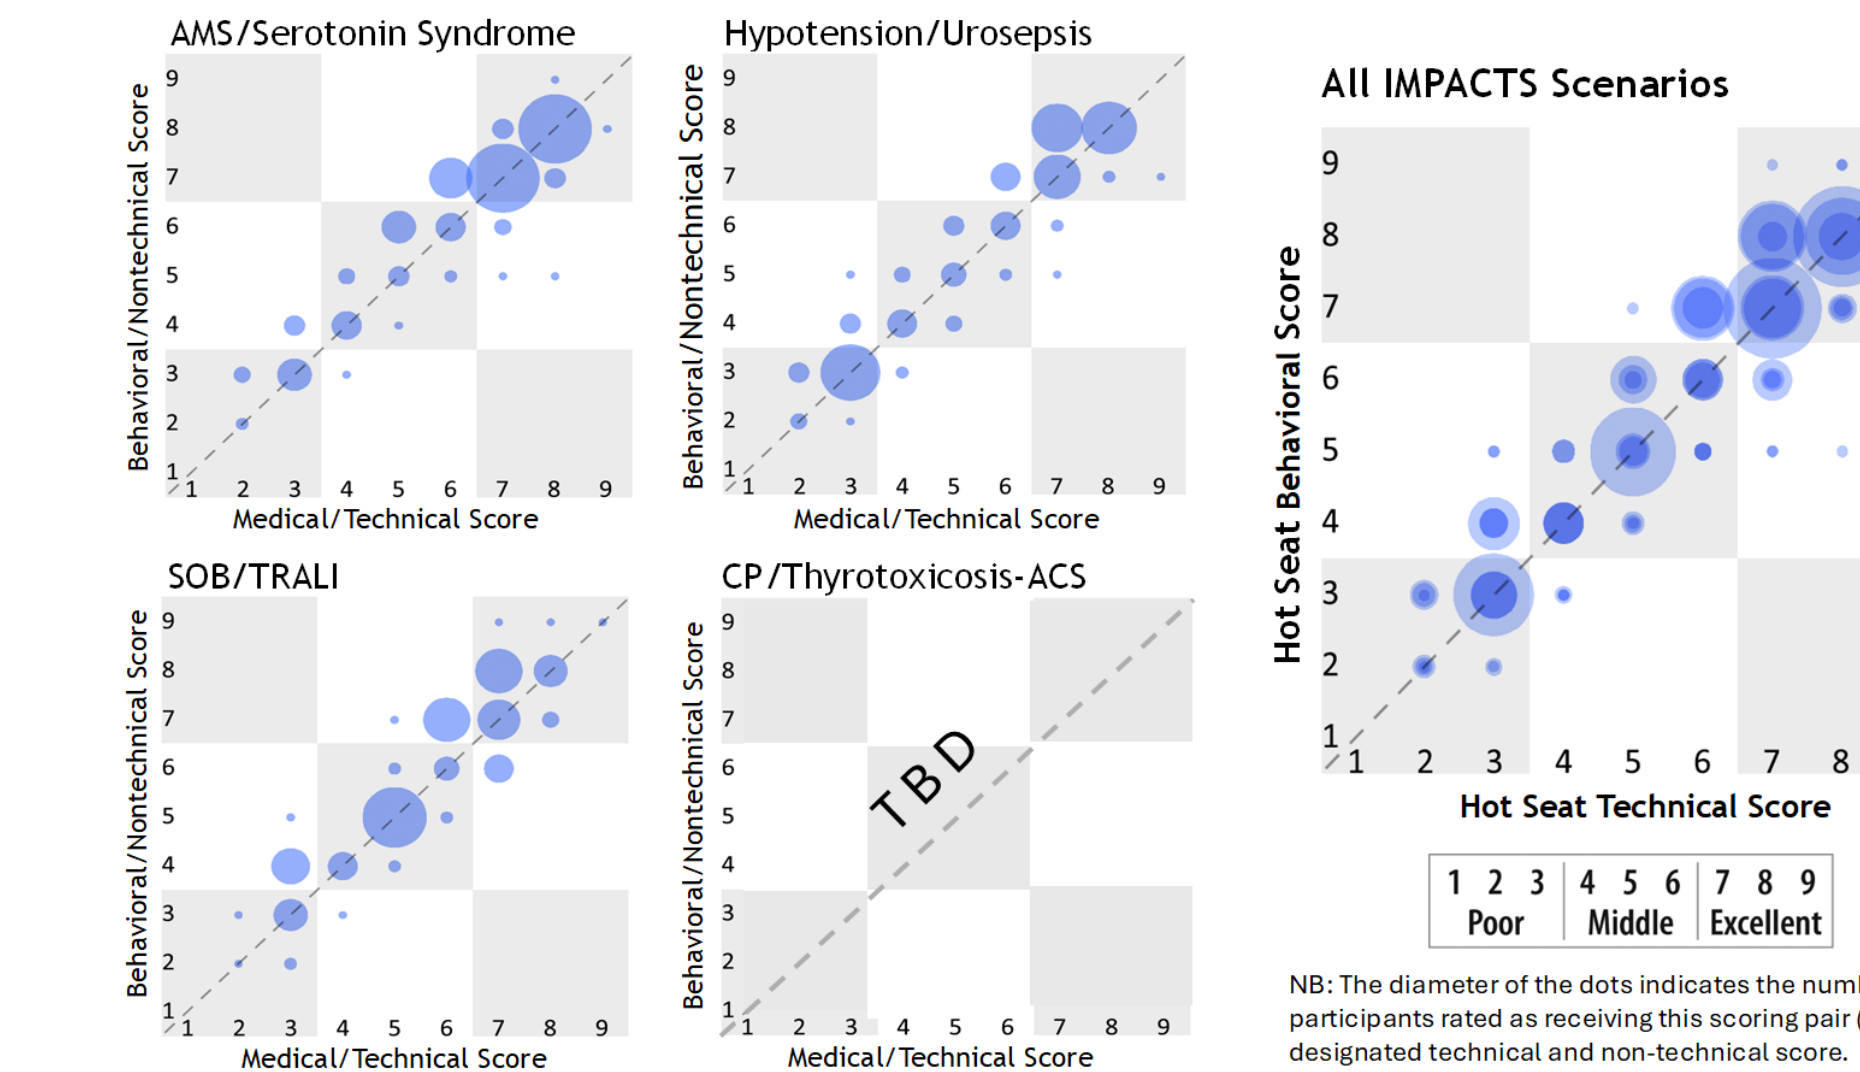 AMS/Serotonin Syndrome
Behavioral/Nontechnical Score
9
8
7
6
5
4
3
2
1
1 2 3 4 5 6 7 8 9
Medical/Technical Score
Hypotension/Urosepsis
Behavioral/Nontechnical Score
9
8
7
6
5
4
3
2
1
1 2 3 4 5 6 7 8 9
Medical/Technical Score
SOB/TRALI
Behavioral/Nontechnical Score
9
8
7
6
5
4
3
2
1
1 2 3 4 5 6 7 8 9
Medical/Technical Score
CP/Thyrotoxicosis-ACS
Behavioral/Nontechnical Score
9
8
7
6
5
4
3
2
1
TBD
1 2 3 4 5 6 7 8 9
Medical/Technical Score
All IMPACTS Scenarios
Hot Seat Behavioral Score
9
8
7
6
5
4
3
2
1
1 2 3 4 5 6 7 8
Hot Seat Technical Score
1 2 3 4 5 6 7 8 9
Poor Middle Excellent
NB: The diameter of the dots indicates the
participants rated as receiving this scoring pair (
designated technical and non-technical score.